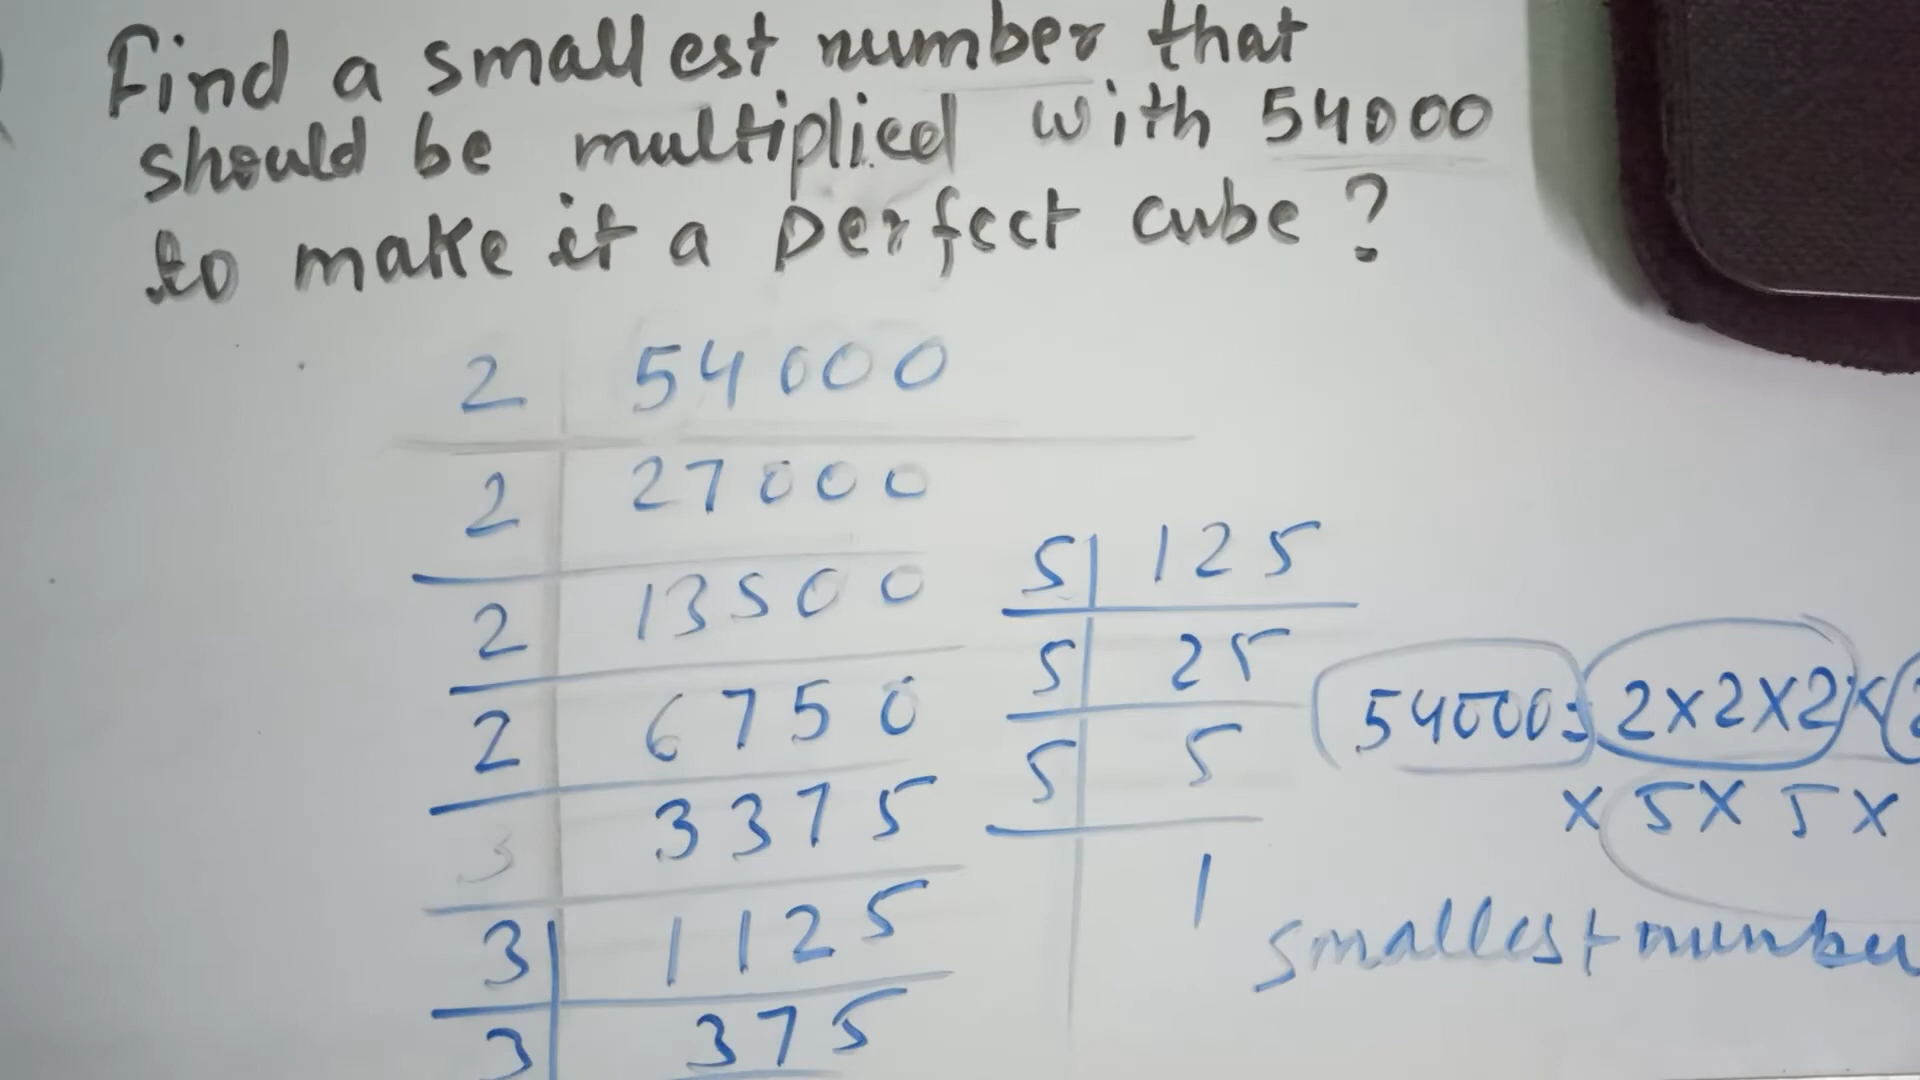 Find a smallest number that
should be multiplied with 54000
to make it a perfect cube ?
2 54000
2 27000
2 13500
2 6750
3 3375
3 1125
3 375
5 125
5 25
5 5
1
54000 = 2×2×2×
× 5× 5×
smallest number